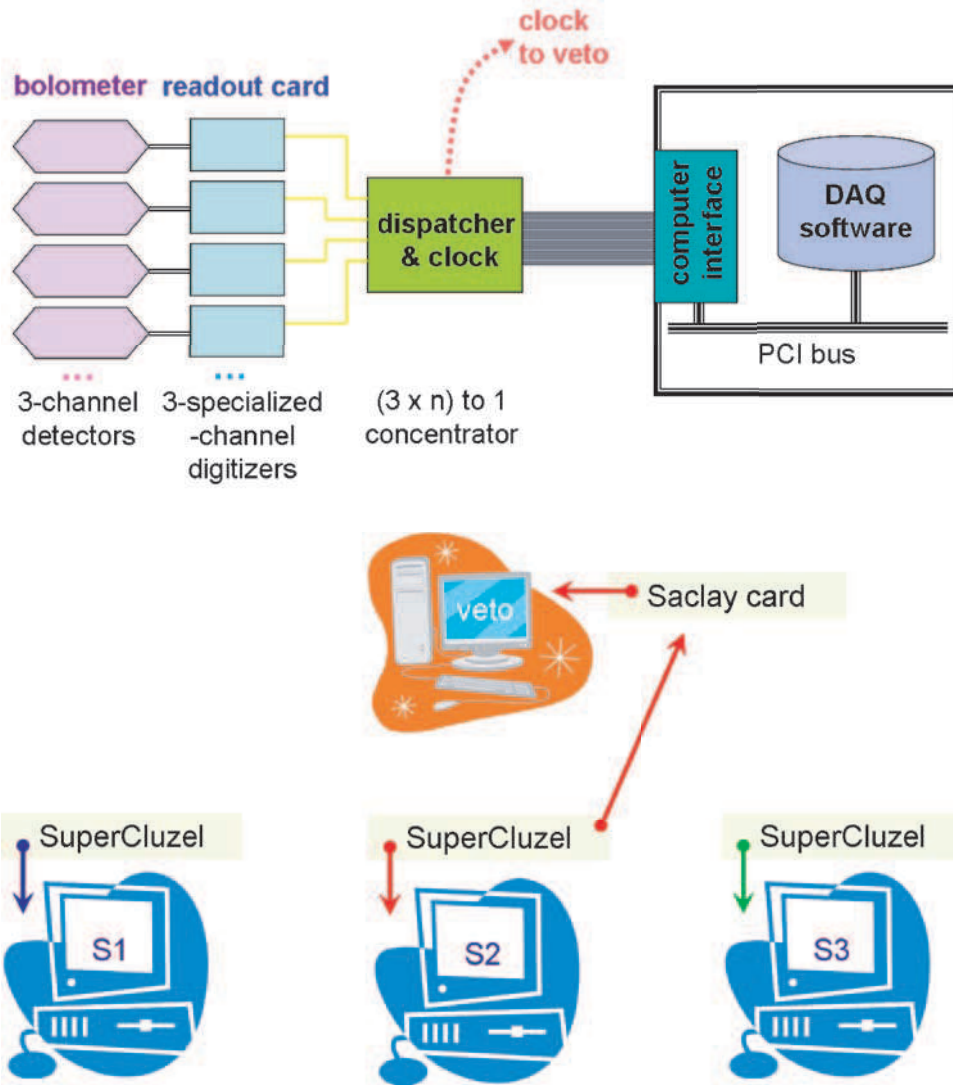 clock
to veto
bolometer
readout card
dispatcher
& clock
computer
interface
DAQ
software
PCI bus
3-channel
detectors
3-specialized
-channel
digitizers
(3 x n) to 1
concentrator
veto
Saclay card
SuperCluzel
SuperCluzel
SuperCluzel
S1
S2
S3